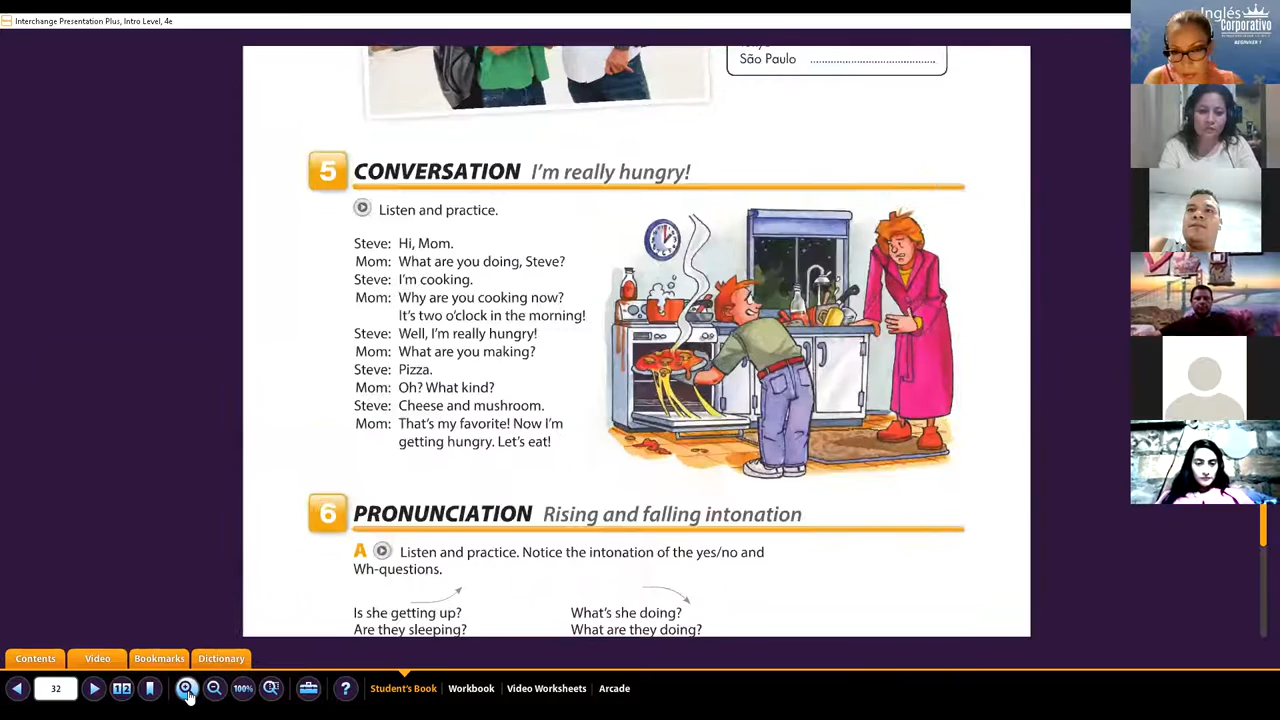 Interchange Presentation Plus, Intro Level, 4e
Inglés
Corporativo
BEGINNER 1
São Paulo
5 CONVERSATION I'm really hungry!
Listen and practice.
Steve: Hi, Mom.
Mom: What are you doing, Steve?
Steve: I'm cooking.
Mom: Why are you cooking now?
It's two o'clock in the morning!
Steve: Well, I'm really hungry!
Mom: What are you making?
Steve: Pizza.
Mom: Oh? What kind?
Steve: Cheese and mushroom.
Mom: That's my favorite! Now I'm
getting hungry. Let's eat!
6 PRONUNCIATION Rising and falling intonation
A Listen and practice. Notice the intonation of the yes/no and
Wh-questions.
Is she getting up? What's she doing?
Are they sleeping? What are they doing?
Contents Video Bookmarks Dictionary
32 1 2 100% Student's Book Workbook Video Worksheets Arcade